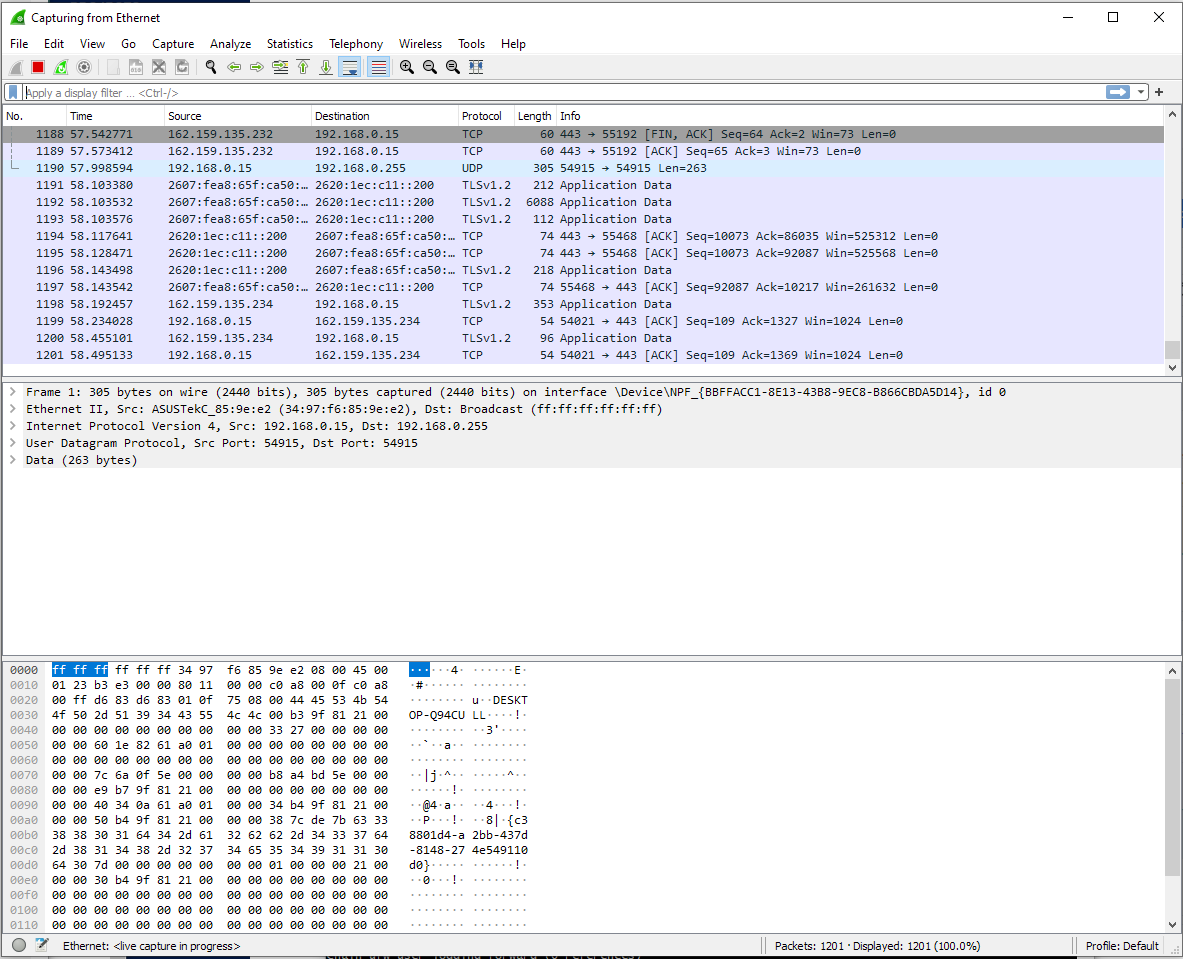 Capturing from Ethernet
File Edit View Go Capture Analyze Statistics Telephony Wireless Tools Help
Apply a display filter ... <Ctrl-/>
No. Time Source Destination Protocol Length Info
1188 57.542771 162.159.135.232 192.168.0.15 TCP 60 443 → 55192 [FIN, ACK] Seq=64 Ack=2 Win=73 Len=0
1189 57.573412 162.159.135.232 192.168.0.15 TCP 60 443 → 55192 [ACK] Seq=65 Ack=3 Win=73 Len=0
1190 57.998594 192.168.0.15 192.168.0.255 UDP 305 54915 → 54915 Len=263
1191 58.103380 2607:fea8:65f:ca50:… 2620:1ec:c11::200 TLSv1.2 212 Application Data
1192 58.103532 2607:fea8:65f:ca50:… 2620:1ec:c11::200 TLSv1.2 6088 Application Data
1193 58.103576 2607:fea8:65f:ca50:… 2620:1ec:c11::200 TLSv1.2 112 Application Data
1194 58.117641 2620:1ec:c11::200 2607:fea8:65f:ca50:… TCP 74 443 → 55468 [ACK] Seq=10073 Ack=86035 Win=525312 Len=0
1195 58.128471 2620:1ec:c11::200 2607:fea8:65f:ca50:… TCP 74 443 → 55468 [ACK] Seq=10073 Ack=92087 Win=525568 Len=0
1196 58.143498 2620:1ec:c11::200 2607:fea8:65f:ca50:… TLSv1.2 218 Application Data
1197 58.143542 2607:fea8:65f:ca50:… 2620:1ec:c11::200 TCP 74 55468 → 443 [ACK] Seq=92087 Ack=10217 Win=261632 Len=0
1198 58.192457 162.159.135.234 192.168.0.15 TLSv1.2 353 Application Data
1199 58.234028 192.168.0.15 162.159.135.234 TCP 54 54021 → 443 [ACK] Seq=109 Ack=1327 Win=1024 Len=0
1200 58.455101 162.159.135.234 192.168.0.15 TLSv1.2 96 Application Data
1201 58.495133 192.168.0.15 162.159.135.234 TCP 54 54021 → 443 [ACK] Seq=109 Ack=1369 Win=1024 Len=0
Frame 1: 305 bytes on wire (2440 bits), 305 bytes captured (2440 bits) on interface \Device\NPF_{BBFFACC1-8E13-43B8-9EC8-B866CBDA5D14}, id 0
Ethernet II, Src: ASUSTekC_85:9e:e2 (34:97:f6:85:9e:e2), Dst: Broadcast (ff:ff:ff:ff:ff:ff)
Internet Protocol Version 4, Src: 192.168.0.15, Dst: 192.168.0.255
User Datagram Protocol, Src Port: 54915, Dst Port: 54915
Data (263 bytes)
0000 ff ff ff ff ff ff 34 97 f6 85 9e e2 08 00 45 00 ······4· ······E·
0010 01 23 b3 e3 00 00 80 11 00 00 c0 a8 00 0f c0 a8 ·#······ ········
0020 00 ff d6 83 d6 83 01 0f 75 08 00 44 45 53 4b 54 ········ u··DESKT
0030 4f 50 2d 51 39 34 43 55 4c 4c 00 b3 9f 81 21 00 OP-Q94CU LL····!·
0040 00 00 00 00 00 00 00 00 00 00 33 27 00 00 00 00 ········ ··3'····
0050 00 00 60 1e 82 61 a0 01 00 00 00 00 00 00 00 00 ··`··a·· ········
0060 00 00 00 00 00 00 00 00 00 00 00 00 00 00 00 00 ········ ········
0070 00 00 7c 6a 0f 5e 00 00 00 00 b8 a4 bd 5e 00 00 ··|j·^·· ·····^··
0080 00 00 e9 b7 9f 81 21 00 00 00 00 00 00 00 00 00 ······!· ········
0090 00 00 40 34 0a 61 a0 01 00 00 34 b4 9f 81 21 00 ··@4·a·· ··4···!·
00a0 00 00 50 b4 9f 81 21 00 00 00 38 7c de 7b 63 33 ··P···!· ··8|·{c3
00b0 38 38 30 31 64 34 2d 61 32 62 62 2d 34 33 37 64 8801d4-a 2bb-437d
00c0 2d 38 31 34 38 2d 32 37 34 65 35 34 39 31 31 30 -8148-27 4e549110
00d0 64 30 7d 00 00 00 00 00 00 00 01 00 00 00 21 00 d0}····· ······!·
00e0 00 00 30 b4 9f 81 21 00 00 00 00 00 00 00 00 00 ··0···!· ········
00f0 00 00 00 00 00 00 00 00 00 00 00 00 00 00 00 00 ········ ········
0100 00 00 00 00 00 00 00 00 00 00 00 00 00 00 00 00 ········ ········
0110 00 00 00 00 00 00 00 00 00 00 00 00 00 00 00 00 ········ ········
Ethernet: <live capture in progress> Packets: 1201 · Displayed: 1201 (100.0%) Profile: Default